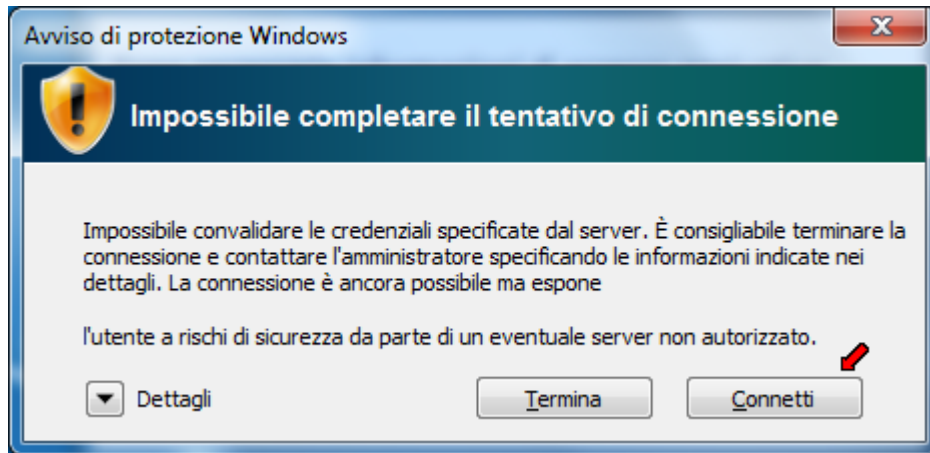 Avviso di protezione Windows
Impossibile completare il tentativo di connessione
Impossibile convalidare le credenziali specificate dal server. È consigliabile terminare la
connessione e contattare l'amministratore specificando le informazioni indicate nei
dettagli. La connessione è ancora possibile ma espone
l'utente a rischi di sicurezza da parte di un eventuale server non autorizzato.
Dettagli
Termina
Connetti